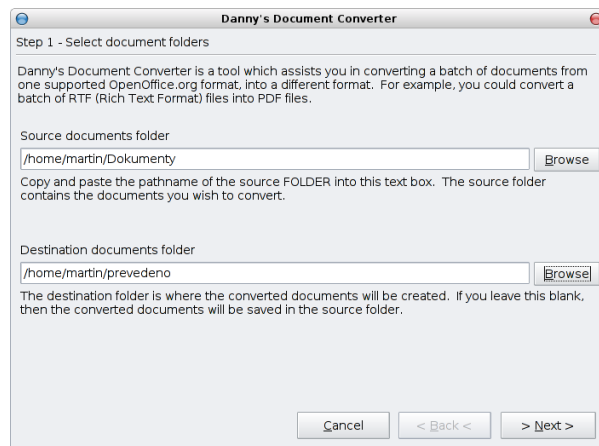 Danny's Document Converter
Step 1 - Select document folders
Danny's Document Converter is a tool which assists you in converting a batch of documents from
one supported OpenOffice.org format, into a different format.  For example, you could convert a
batch of RTF (Rich Text Format) files into PDF files.
Source documents folder
/home/martin/Dokumenty
Browse
Copy and paste the pathname of the source FOLDER into this text box.  The source folder
contains the documents you wish to convert.
Destination documents folder
/home/martin/prevedeno
Browse
The destination folder is where the converted documents will be created.  If you leave this blank,
then the converted documents will be saved in the source folder.
Cancel
< Back <
> Next >